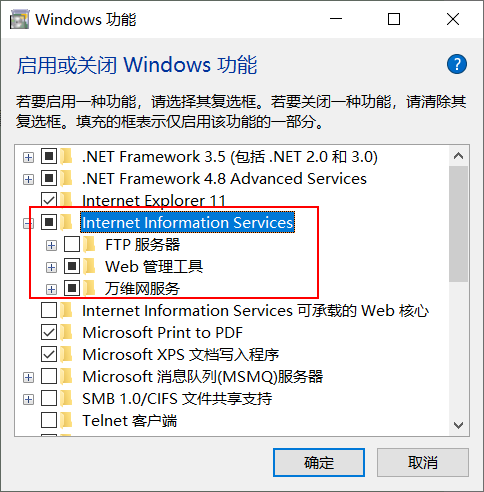 Windows 功能
启用或关闭 Windows 功能
?
若要启用一种功能，请选择其复选框。若要关闭一种功能，请清除其
复选框。填充的框表示仅启用该功能的一部分。
.NET Framework 3.5 (包括 .NET 2.0 和 3.0)
.NET Framework 4.8 Advanced Services
Internet Explorer 11
Internet Information Services
FTP 服务器
Web 管理工具
万维网服务
Internet Information Services 可承载的 Web 核心
Microsoft Print to PDF
Microsoft XPS 文档写入程序
Microsoft 消息队列(MSMQ)服务器
SMB 1.0/CIFS 文件共享支持
Telnet 客户端
确定
取消